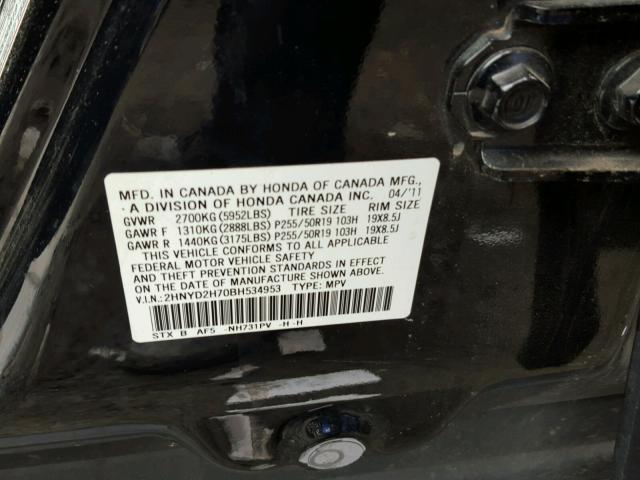 MFD. IN CANADA BY HONDA OF CANADA MFG.,
A DIVISION OF HONDA CANADA INC. 04/'11
GVWR 2700KG(5952LBS) TIRE SIZE RIM SIZE
GAWR F 1310KG(2888LBS) P255/50R19 103H 19X8.5J
GAWR R 1440KG(3175LBS) P255/50R19 103H 19X8.5J
THIS VEHICLE CONFORMS TO ALL APPLICABLE
FEDERAL MOTOR VEHICLE SAFETY
AND THEFT PREVENTION STANDARDS IN EFFECT
ON THE DATE OF MANUFACTURE SHOWN ABOVE.
V.I.N.:2HNYD2H70BH534953 TYPE: MPV
STX B AF5 -NH731PV -H -H